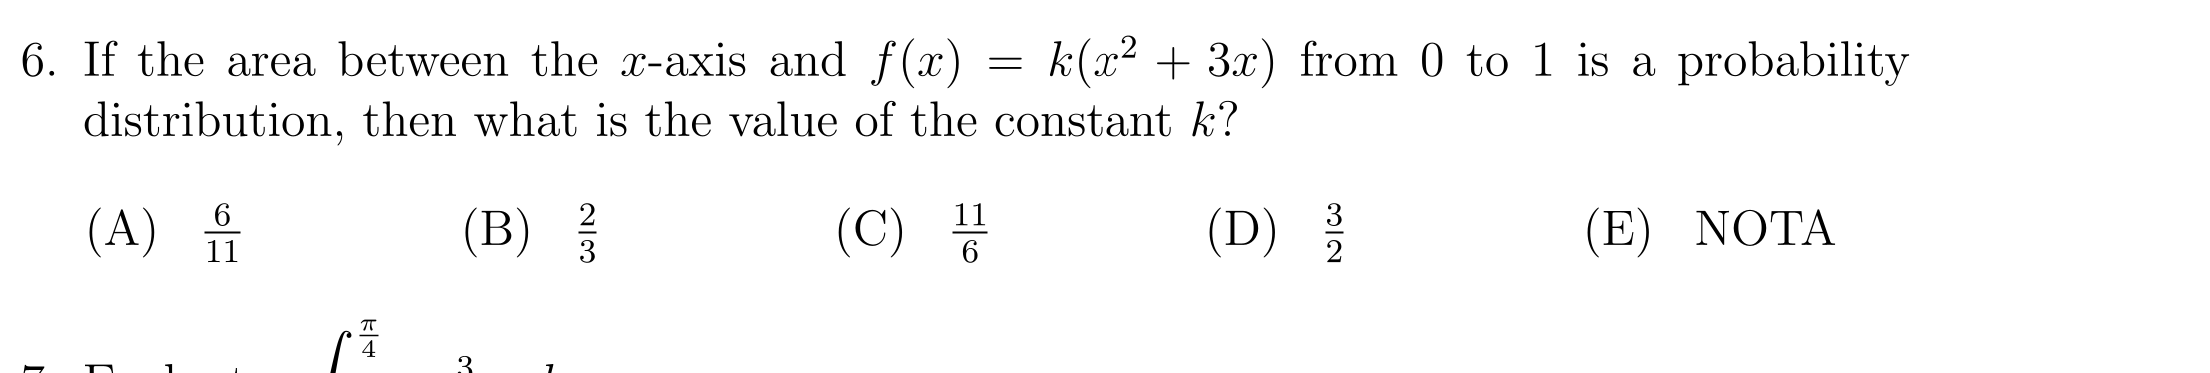 6. If the area between the x-axis and f(x) = k(x² + 3x) from 0 to 1 is a probability
distribution, then what is the value of the constant k?
(A) 6/11 (B) 2/3 (C) 11/6 (D) 3/2 (E) NOTA
π/4